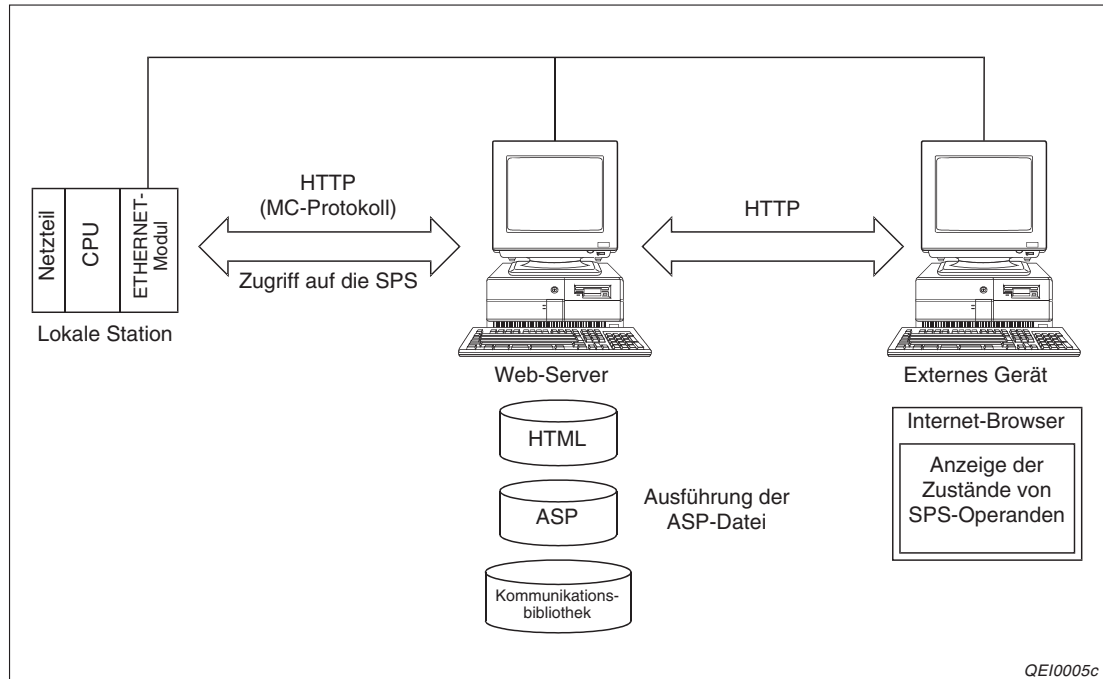 Netzteil
CPU
ETHERNET-
Modul
Lokale Station
HTTP
(MC-Protokoll)
Zugriff auf die SPS
HTTP
Web-Server
Externes Gerät
HTML
ASP
Kommunikations-
bibliothek
Ausführung der
ASP-Datei
Internet-Browser
Anzeige der
Zustände von
SPS-Operanden
QEI0005c